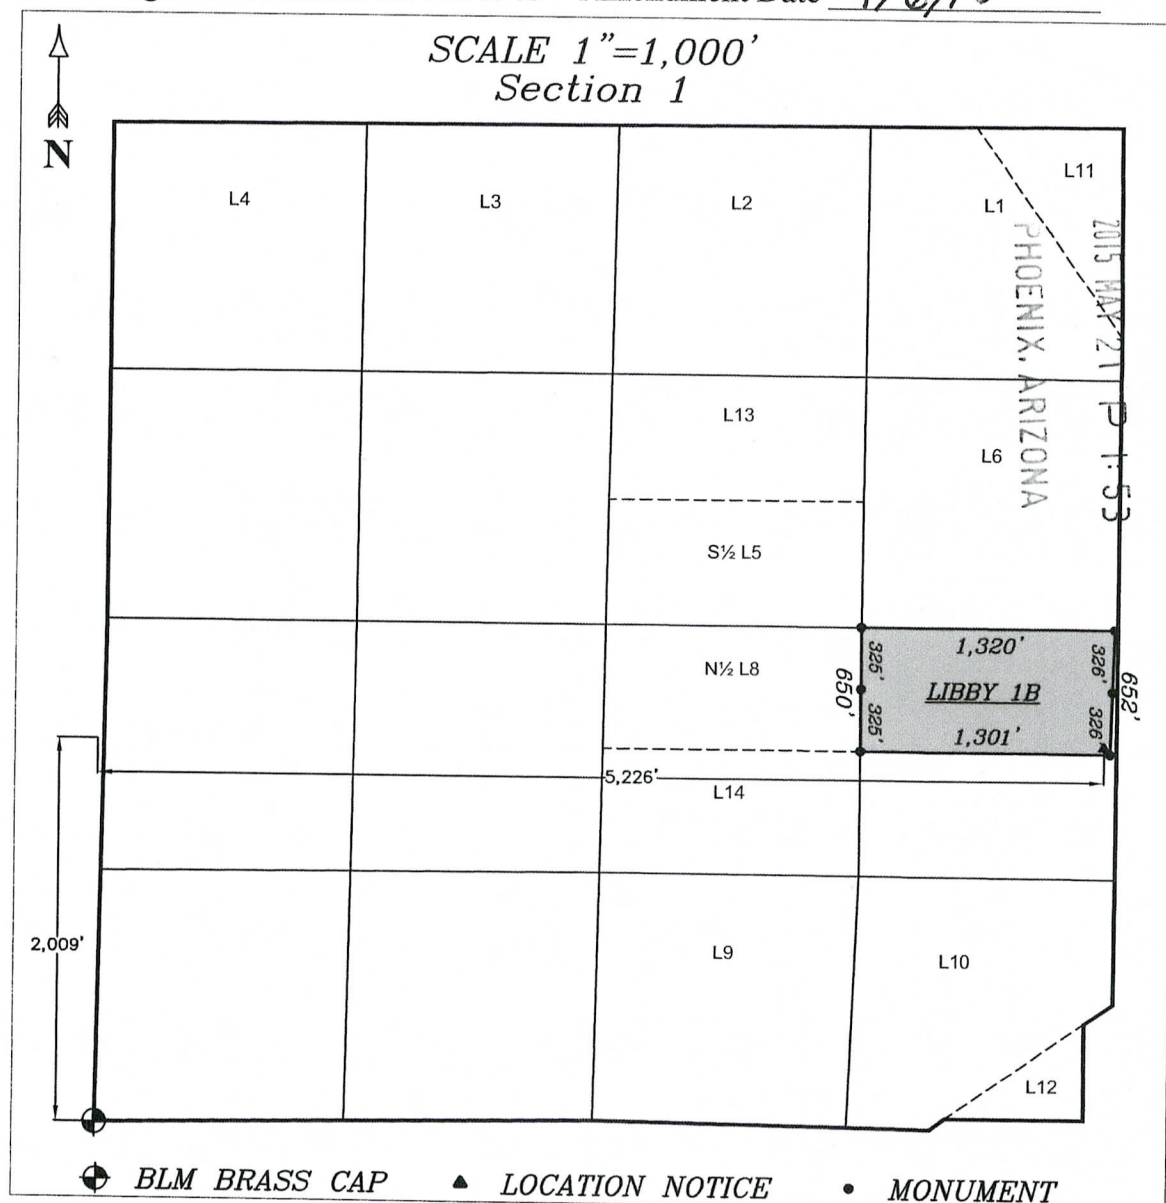 Amendment Date
SCALE 1"=1,000'
Section 1
N
L4
L3
L2
L1
L11
2015 MAY 21 P 1:53
PHOENIX, ARIZONA
L13
L6
S½ L5
N½ L8
1,320'
325'
326'
650'
LIBBY 1B
652'
325'
326'
1,301'
5,226'
L14
2,009'
L9
L10
L12
BLM BRASS CAP
LOCATION NOTICE
MONUMENT